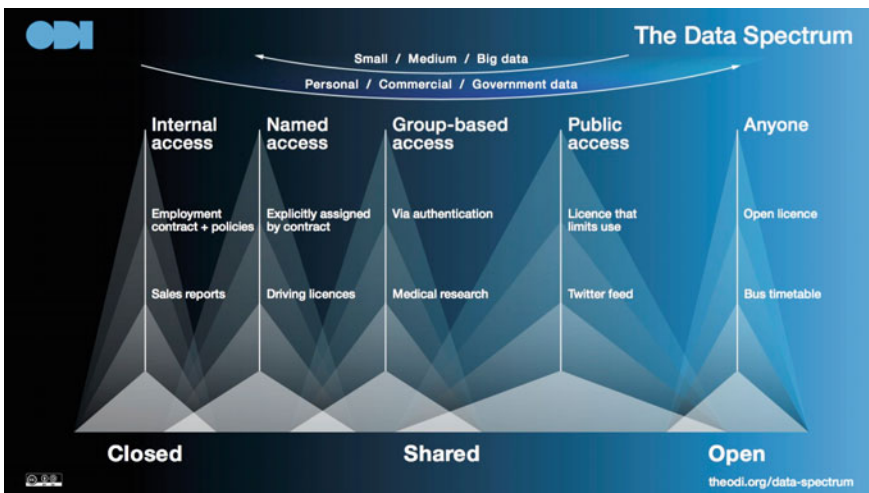 ODI
The Data Spectrum
Small / Medium / Big data
Personal / Commercial / Government data
Internal
access
Named
access
Group-based
access
Public
access
Anyone
Employment
contract + policies
Explicitly assigned
by contract
Via authentication
Licence that
limits use
Open licence
Sales reports
Driving licences
Medical research
Twitter feed
Bus timetable
Closed
Shared
Open
theodi.org/data-spectrum